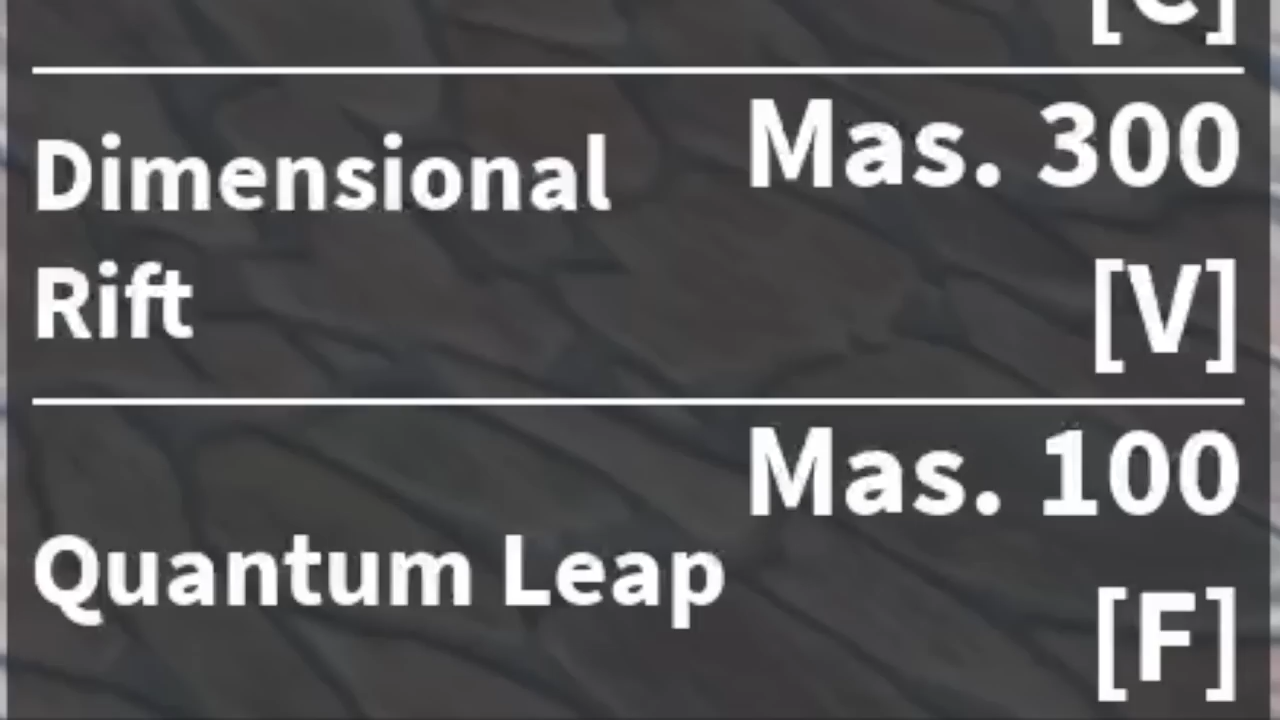 [C]
Mas. 300
Dimensional
Rift
[V]
Mas. 100
Quantum Leap
[F]